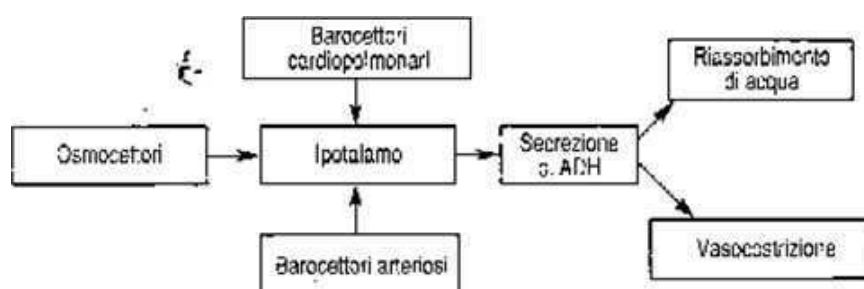 Barocettori
cardiopolmonari
Riassorbimento
di acqua
Osmocettori
Ipotalamo
Secrezione
di ADH
Barocettori arteriosi
Vasocostrizione